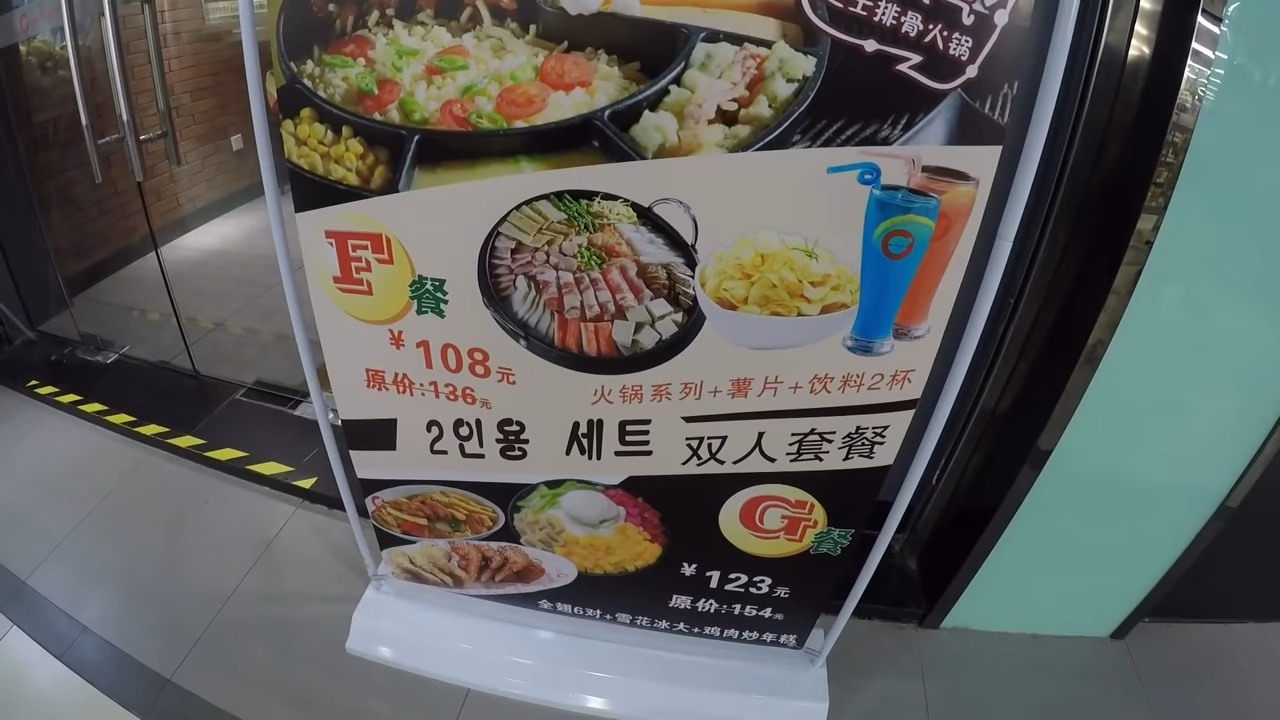 排骨火锅
F餐
¥108元
原价:136元
火锅系列+薯片+饮料2杯
2인용 세트 双人套餐
G餐
¥123元
原价:154元
全翅6对+雪花冰大+鸡肉炒年糕